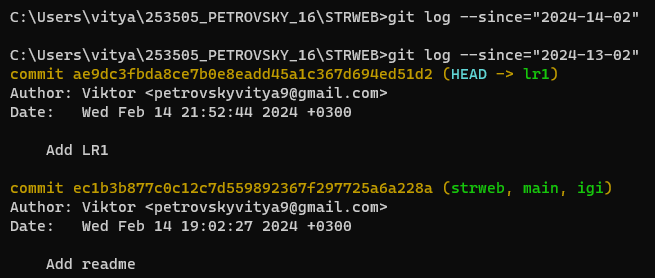 C:\Users\vitya\253505_PETROVSKY_16\STRWEB>git log --since="2024-14-02"
C:\Users\vitya\253505_PETROVSKY_16\STRWEB>git log --since="2024-13-02"
commit ae9dc3fbda8ce7b0e8eadd45a1c367d694ed51d2 (HEAD -> lr1)
Author: Viktor <petrovskyvitya9@gmail.com>
Date:   Wed Feb 14 21:52:44 2024 +0300
    Add LR1
commit ec1b3b877c0c12c7d559892367f297725a6a228a (strweb, main, igi)
Author: Viktor <petrovskyvitya9@gmail.com>
Date:   Wed Feb 14 19:02:27 2024 +0300
    Add readme